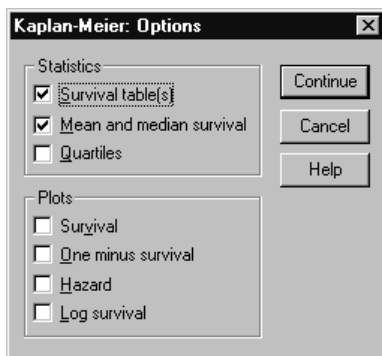 Kaplan-Meier: Options
Statistics
Survival table(s)
Mean and median survival
Quartiles
Plots
Survival
One minus survival
Hazard
Log survival
Continue
Cancel
Help